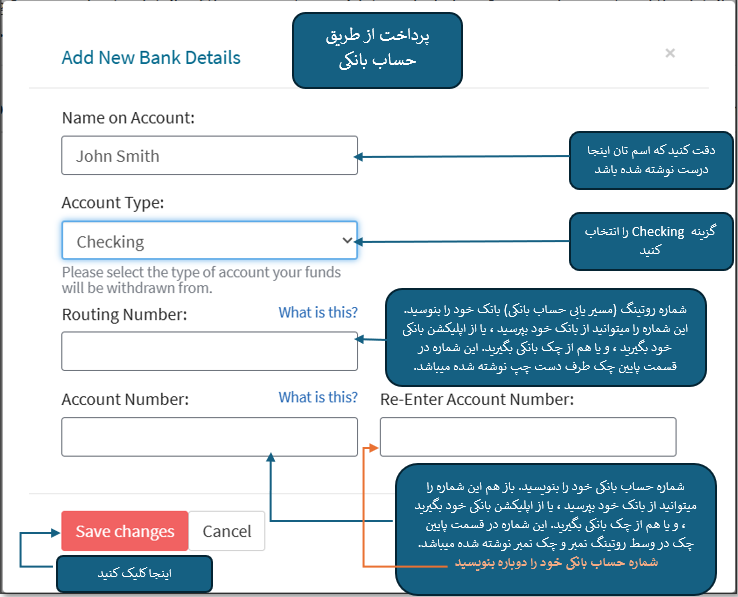 پرداخت از طریق
حساب بانکی
Add New Bank Details
×
Name on Account:
John Smith
دقت کنید که اسم تان اینجا
درست نوشته شده باشد
Account Type:
Checking
گزینه Checking را انتخاب
کنید
Please select the type of account your funds
will be withdrawn from.
Routing Number:
What is this?
شماره روتینگ (مسیر یابی حساب بانکی) بانک خود را بنوسید.
این شماره را میتوانید از بانک خود بپرسید ، یا از اپلیکشن بانکی
خود بگیرید ، و یا هم از چک بانکی بگیرید. این شماره در
قسمت پایین چک طرف دست چپ نوشته شده میباشد.
Account Number:
What is this?
Re-Enter Account Number:
شماره حساب بانکی خود را بنویسید. باز هم این شماره را
میتوانید از بانک خود بپرسید ، یا از اپلیکشن بانکی خود بگیرید
، و یا هم از چک بانکی بگیرید. این شماره در قسمت پایین
چک در وسط روتینگ نمبر و چک نمبر نوشته شده میباشد.
شماره حساب بانکی خود را دوباره بنویسید
Save changes
Cancel
اینجا کلیک کنید